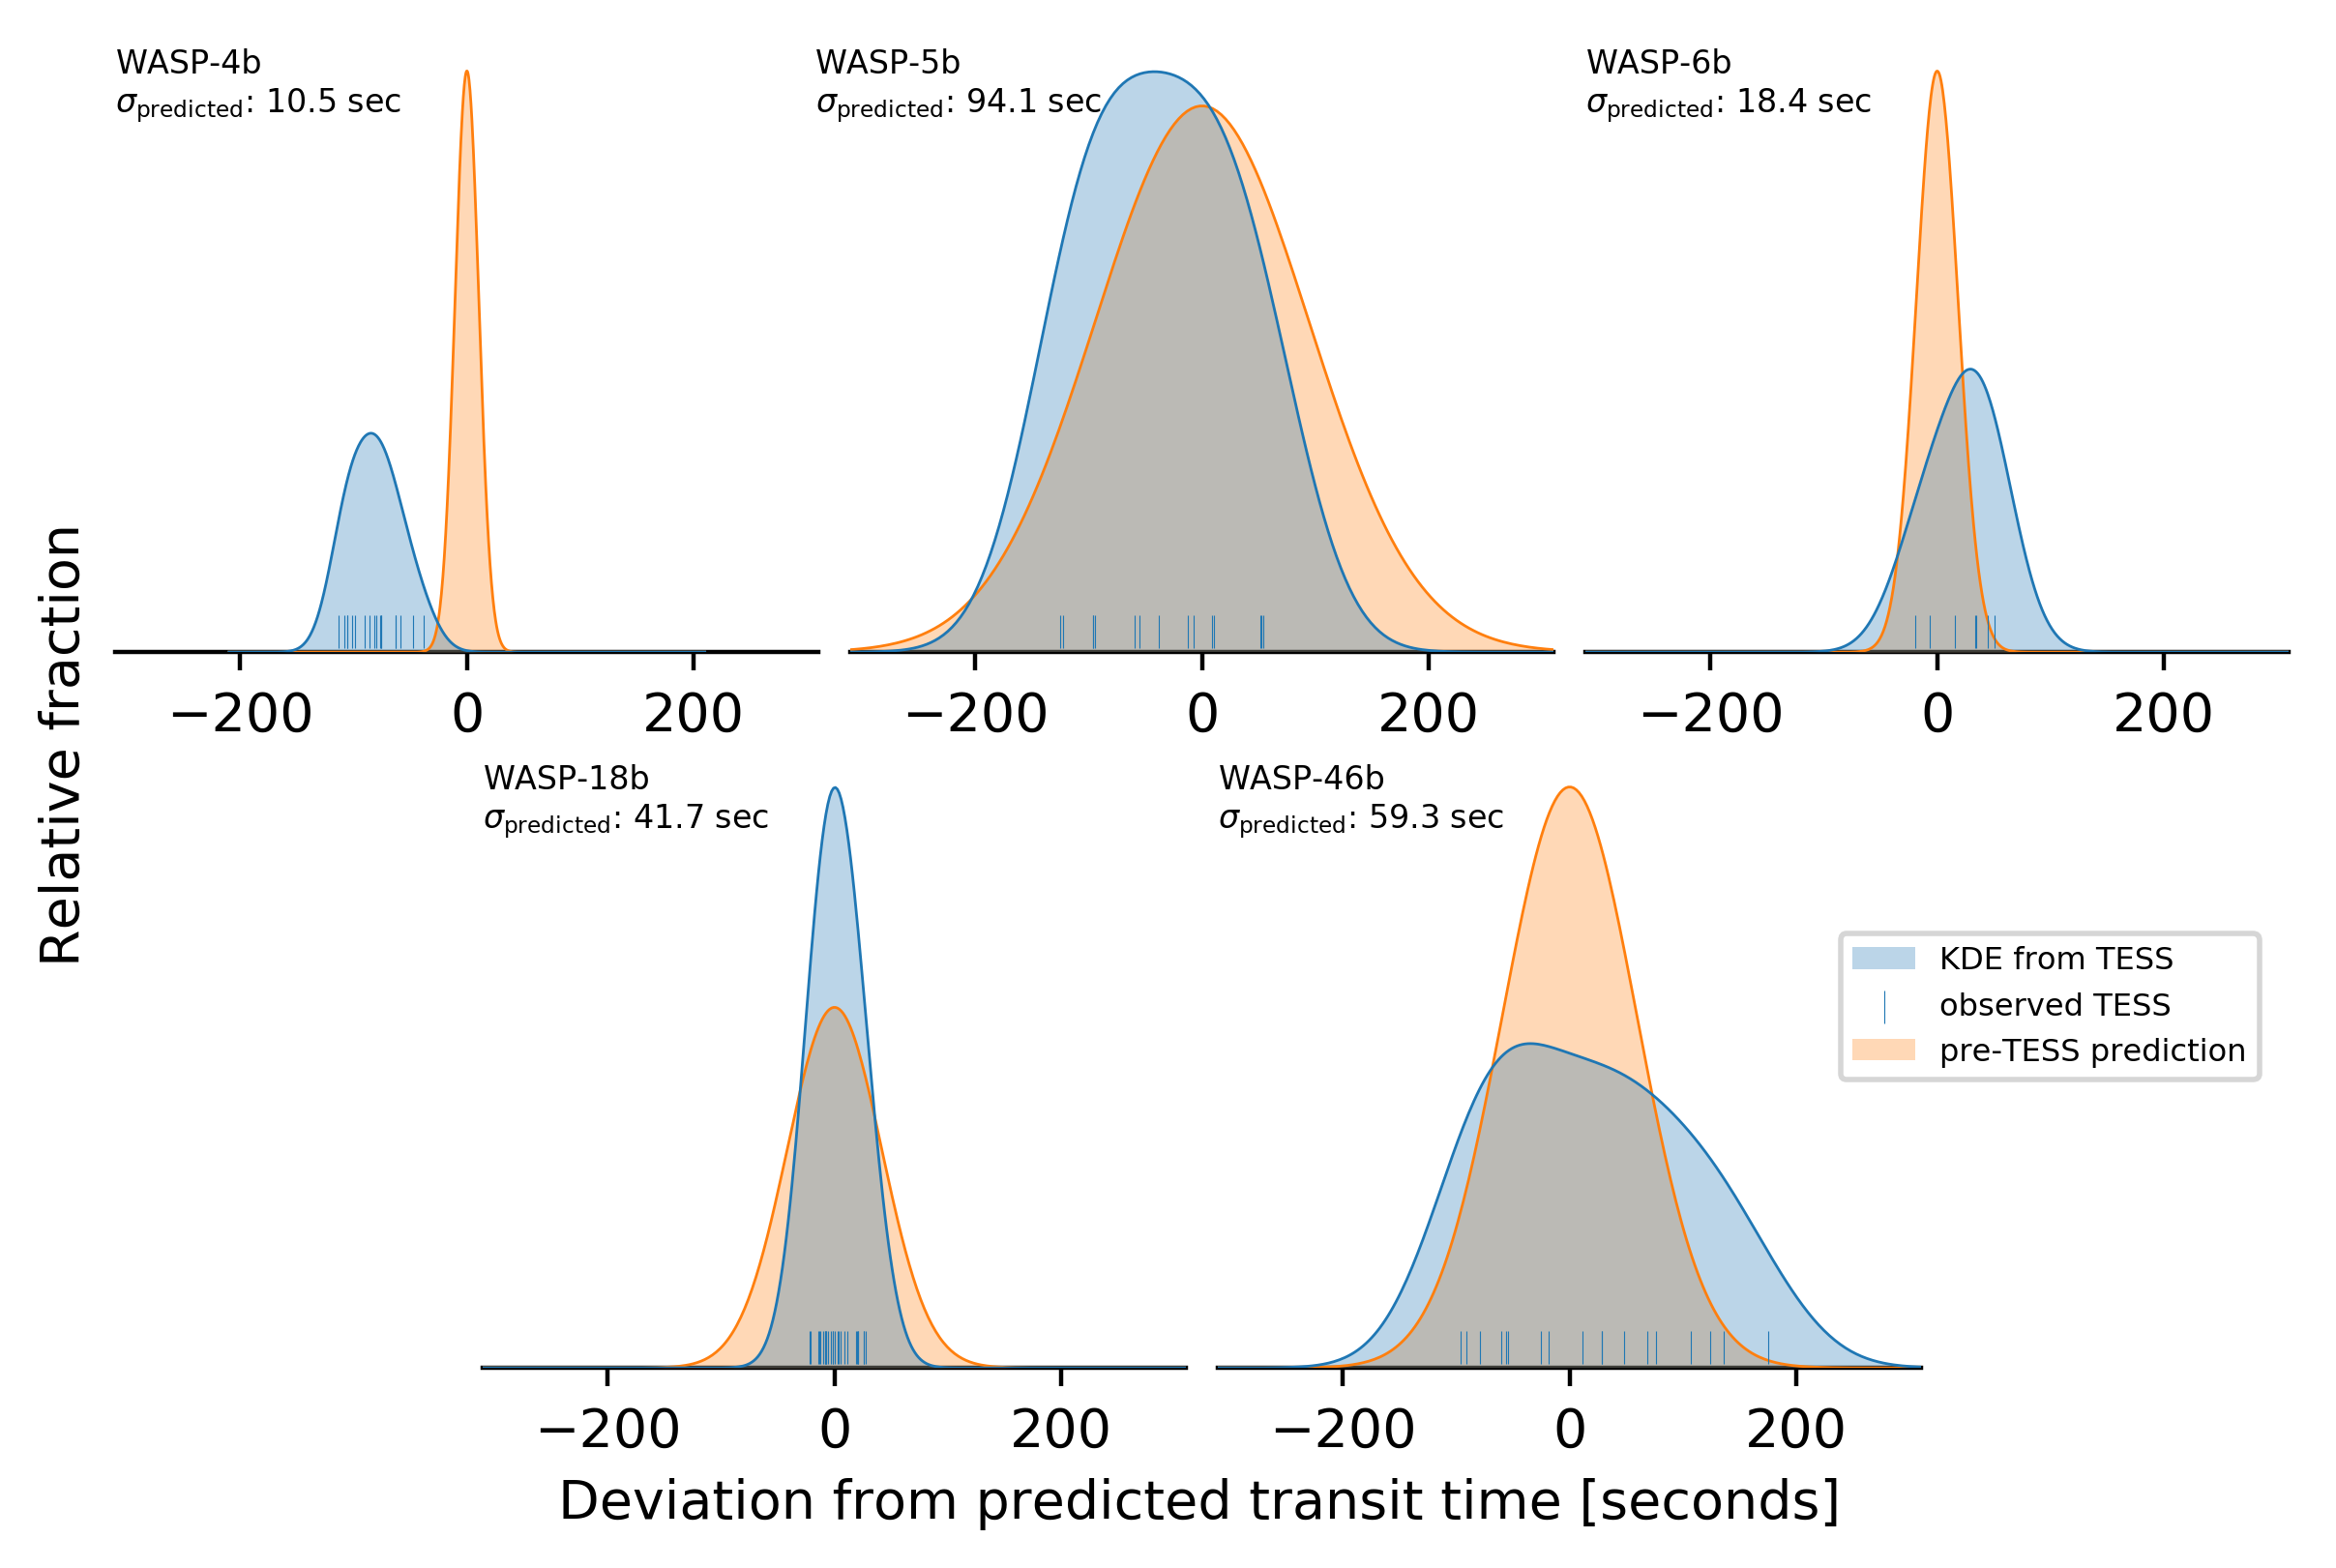 WASP-4b
σpredicted: 10.5 sec
WASP-5b
σpredicted: 94.1 sec
WASP-6b
σpredicted: 18.4 sec
−200 0 200
−200 0 200
−200 0 200
Relative fraction
WASP-18b
σpredicted: 41.7 sec
WASP-46b
σpredicted: 59.3 sec
KDE from TESS
observed TESS
pre-TESS prediction
−200 0 200
−200 0 200
Deviation from predicted transit time [seconds]